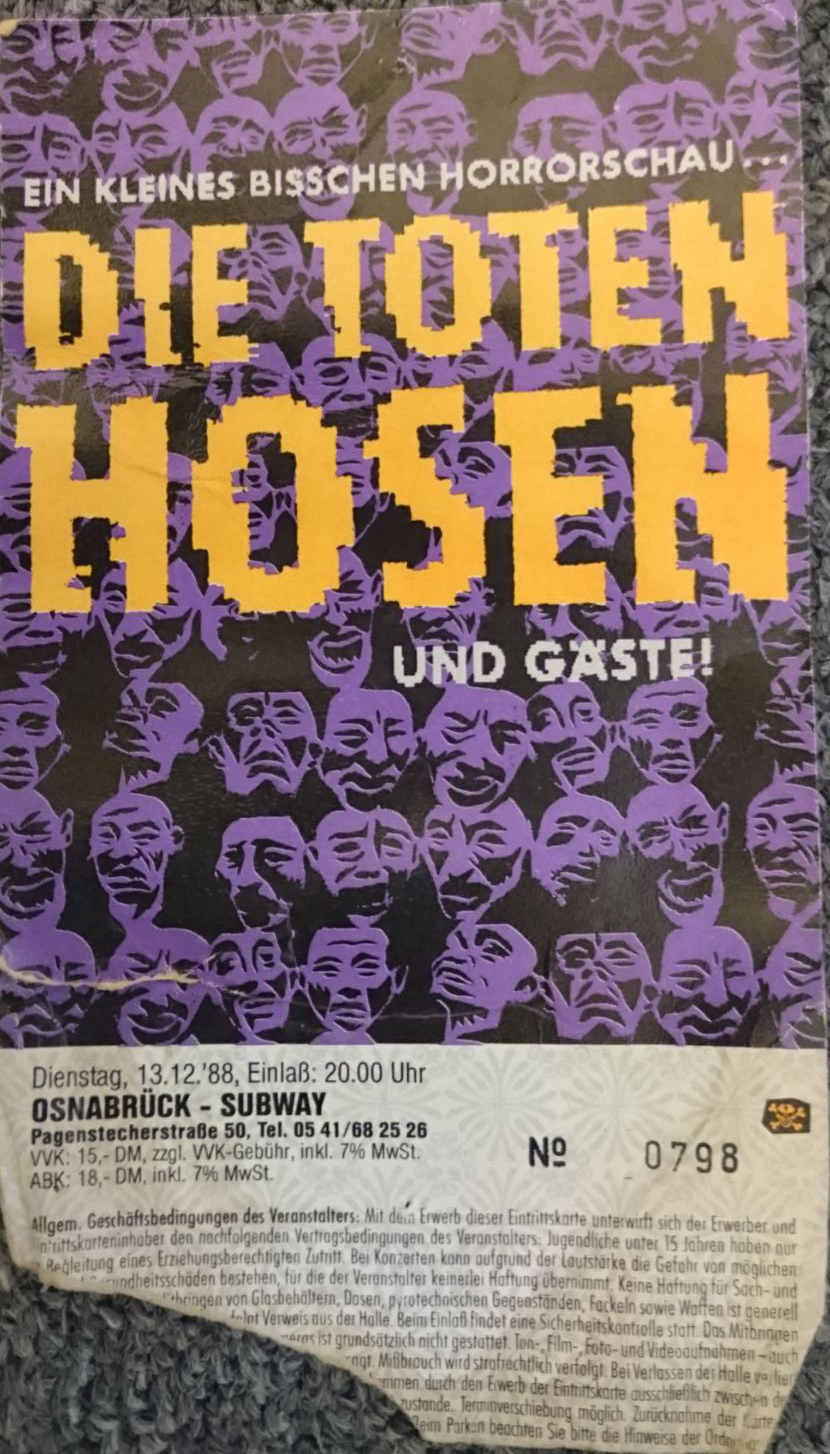 EIN KLEINES BISSCHEN HORRORSCHAU...
DIE TOTEN
HOSEN
UND GÄSTE!
Dienstag, 13.12.'88, Einlaß: 20.00 Uhr
OSNABRÜCK - SUBWAY
Pagenstecherstraße 50, Tel. 05 41/68 25 26
VVK: 15,- DM, zzgl. VVK-Gebühr, inkl. 7% MwSt.
ABK: 18,- DM, inkl. 7% MwSt.
Nº 0798
Allgem. Geschäftsbedingungen des Veranstalters: Mit dem Erwerb dieser Eintrittskarte unterwirft sich der Erwerber und
intrittskarteninhaber den nachfolgenden Vertragsbedingungen des Veranstalters: Jugendliche unter 15 Jahren haben nur
Begleitung eines Erziehungsberechtigten Zutritt. Bei Konzerten kann aufgrund der Lautstärke die Gefahr von möglichen
undheitsschäden bestehen, für die der Veranstalter keinerlei Haftung übernimmt. Keine Haftung für Sach- und
tbringen von Glasbehältern, Dosen, pyrotechnischen Gegenständen, Fackeln sowie Waffen ist generell
Verweis aus der Halle. Beim Einlaß findet eine Sicherheitskontrolle statt. Das Mitbringen
ist grundsätzlich nicht gestattet. Ton-, Film-, Foto- und Videoaufnahmen – auch
Mißbrauch wird strafrechtlich verfolgt. Bei Verlassen der Halle verlier
ommen durch den Erwerb der Eintrittskarte ausschließlich zwischen de
zustande. Terminverschiebung möglich. Zurücknahme der Karte
Beim Parken beachten Sie bitte die Hinweise der Ordn